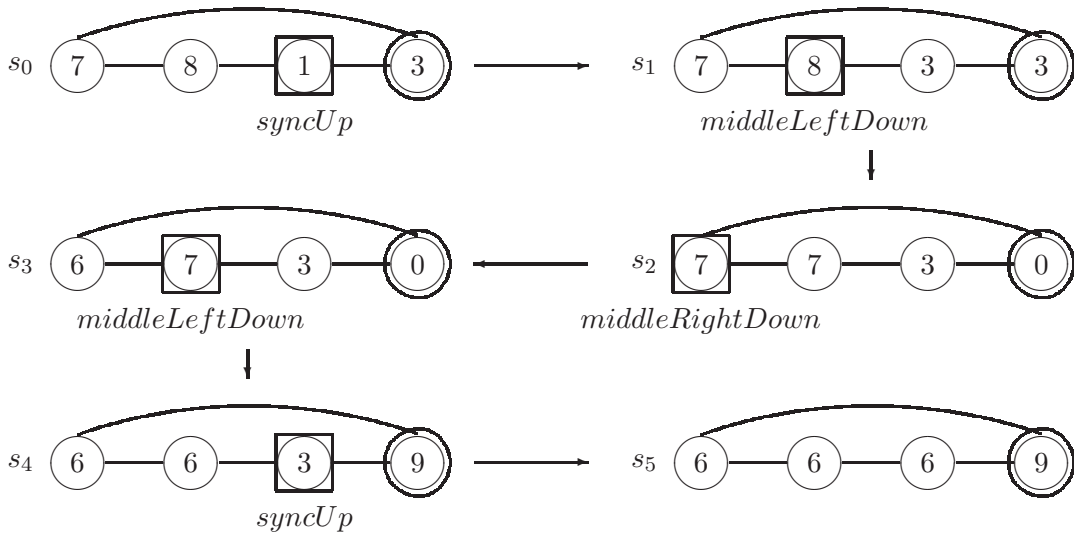 s₀ 7 8 1 3 s₁ 7 8 3 3
syncUp middleLeftDown
s₃ 6 7 3 0 s₂ 7 7 3 0
middleLeftDown middleRightDown
s₄ 6 6 3 9 s₅ 6 6 6 9
syncUp